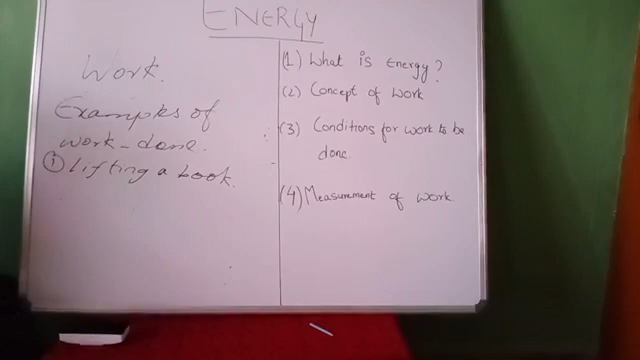 ENERGY
Work.
Examples of
work-done.
① Lifting a book.
(1) What is Energy?
(2) Concept of Work
(3) Conditions for work to be
done.
(4) Measurement of work